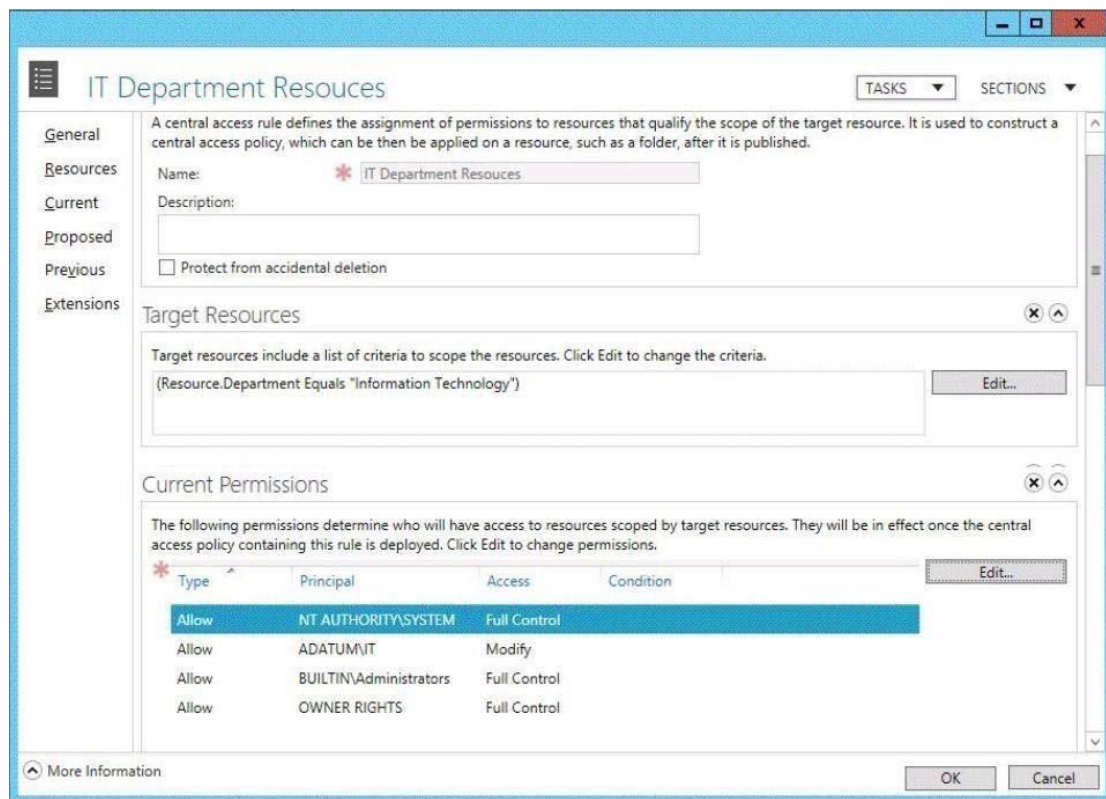 IT Department Resouces
TASKS
SECTIONS
General
Resources
Current
Proposed
Previous
Extensions
A central access rule defines the assignment of permissions to resources that qualify the scope of the target resource. It is used to construct a
central access policy, which can be then be applied on a resource, such as a folder, after it is published.
Name: * IT Department Resouces
Description:
Protect from accidental deletion
Target Resources
Target resources include a list of criteria to scope the resources. Click Edit to change the criteria.
(Resource.Department Equals "Information Technology")
Edit...
Current Permissions
The following permissions determine who will have access to resources scoped by target resources. They will be in effect once the central
access policy containing this rule is deployed. Click Edit to change permissions.
Edit...
* Type Principal Access Condition
Allow NT AUTHORITY\SYSTEM Full Control
Allow ADATUM\IT Modify
Allow BUILTIN\Administrators Full Control
Allow OWNER RIGHTS Full Control
More Information
OK
Cancel